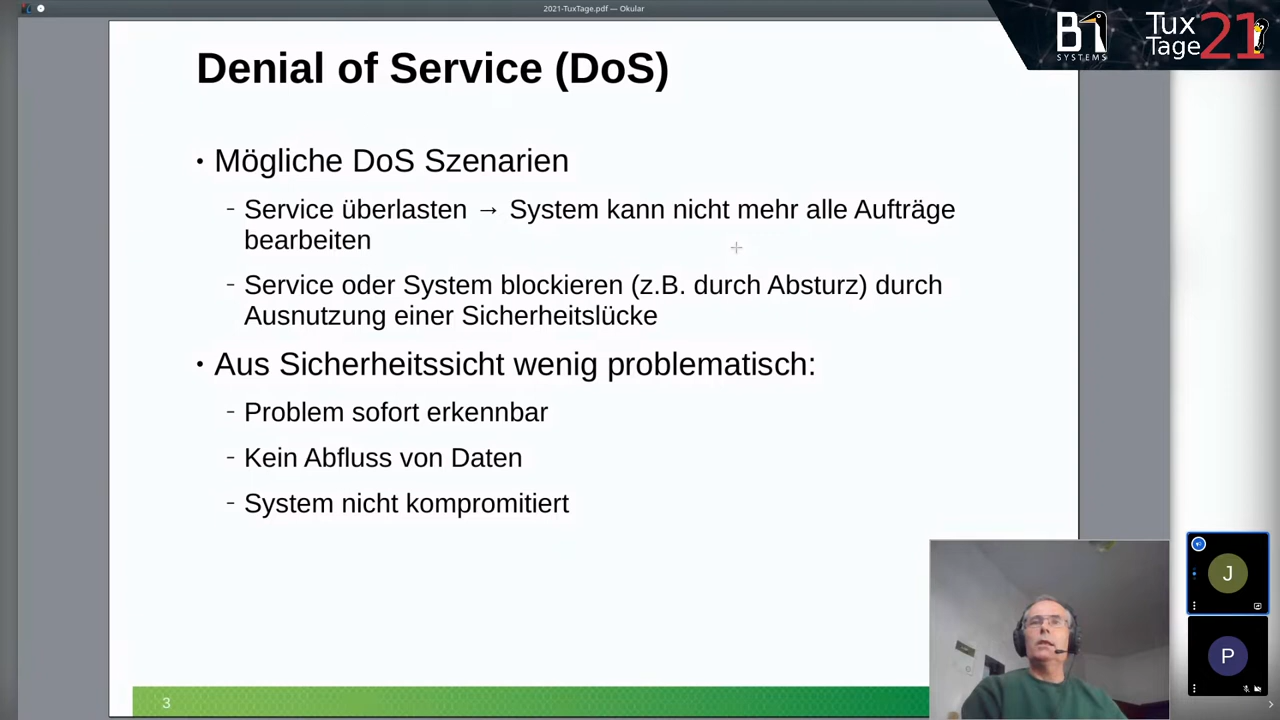 2021-TuxTage.pdf — Okular
B1
SYSTEMS
Tux
Tage
21
Denial of Service (DoS)
• Mögliche DoS Szenarien
- Service überlasten → System kann nicht mehr alle Aufträge
bearbeiten
- Service oder System blockieren (z.B. durch Absturz) durch
Ausnutzung einer Sicherheitslücke
• Aus Sicherheitssicht wenig problematisch:
- Problem sofort erkennbar
- Kein Abfluss von Daten
- System nicht kompromitiert
J
P
3